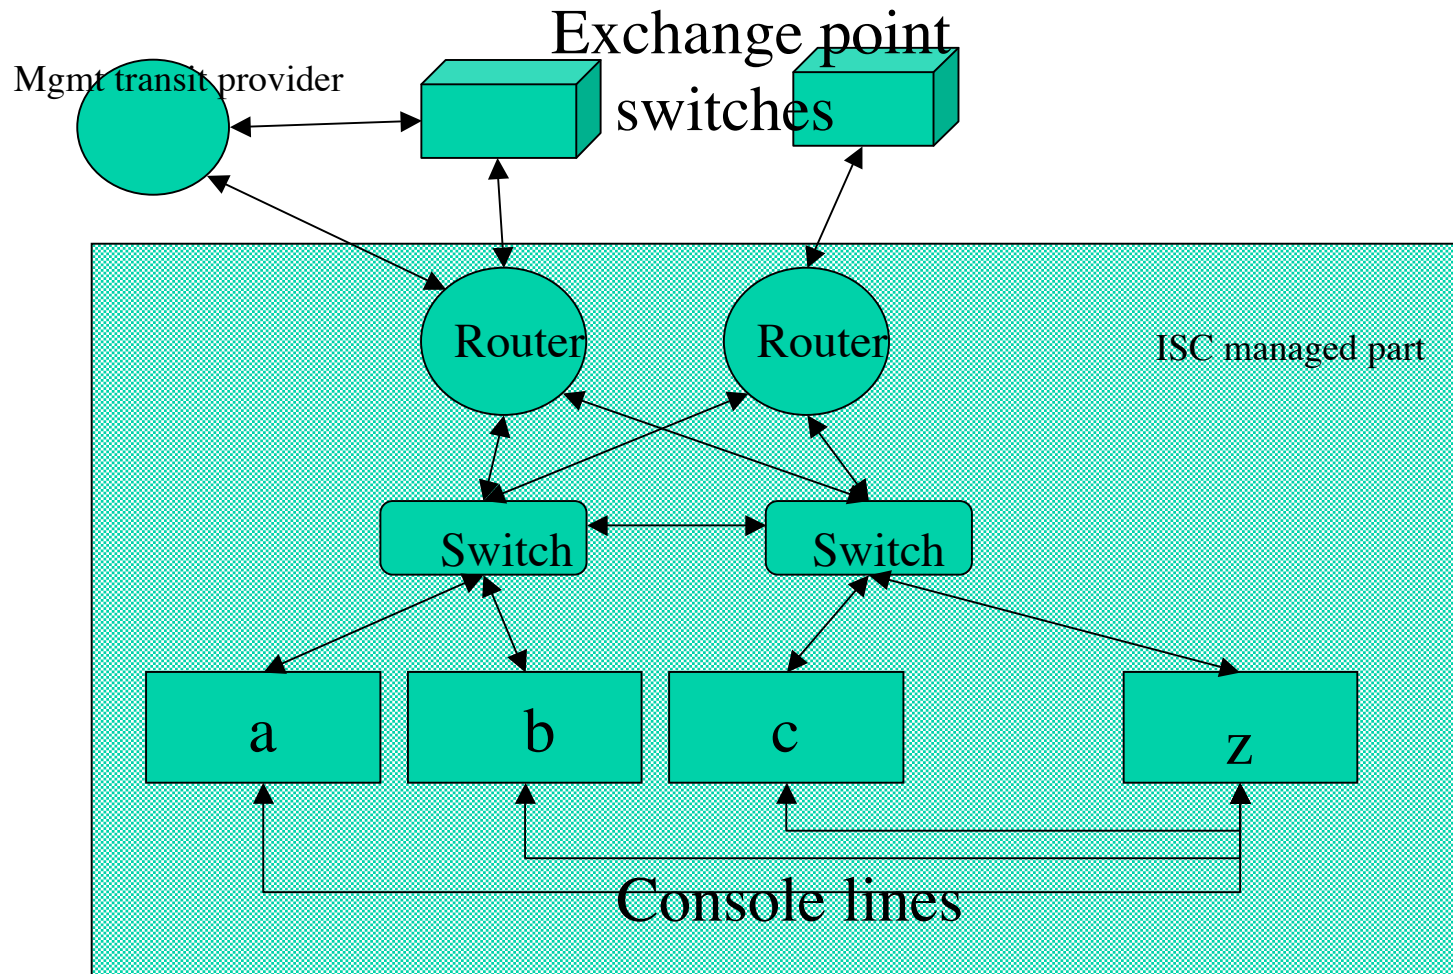 Exchange point
switches
Mgmt transit provider
Router
Router
ISC managed part
Switch
Switch
a
b
c
z
Console lines